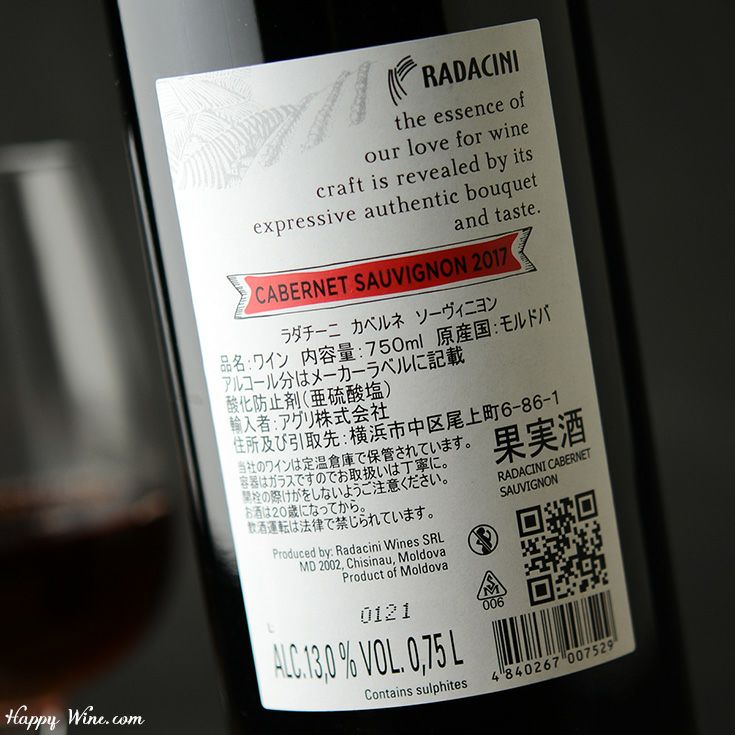 RADACINI
the essence of
our love for wine
craft is revealed by its
expressive authentic bouquet
and taste.
CABERNET SAUVIGNON 2017
ラダチーニ カベルネ ソーヴィニヨン
品名:ワイン 内容量:750ml 原産国:モルドバ
アルコール分はメーカーラベルに記載
酸化防止剤(亜硫酸塩)
輸入者:アグリ株式会社
住所及び引取先:横浜市中区尾上町6-86-1
当社のワインは定温倉庫で保管されています。
容器はガラスですのでお取扱いは丁寧に。
開栓の際けがをしないようご注意ください。
お酒は20歳になってから。
飲酒運転は法律で禁じられています。
果実酒
RADACINI CABERNET
SAUVIGNON
Produced by: Radacini Wines SRL
MD 2002, Chisinau, Moldova
Product of Moldova
006
0121
ALC.13,0 % VOL. 0,75 L
Contains sulphites
4 840267 007529
Happy Wine.com